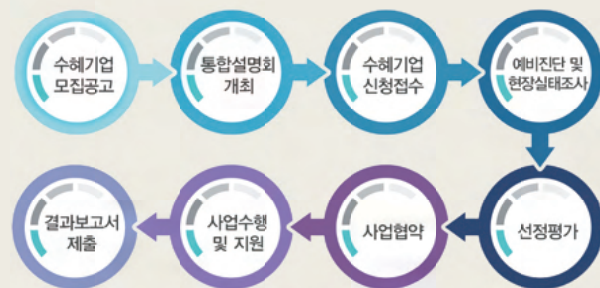 수혜기업
모집공고
통합설명회
개최
수혜기업
신청접수
예비진단 및
현장실태조사
선정평가
사업협약
사업수행
및 지원
결과보고서
제출